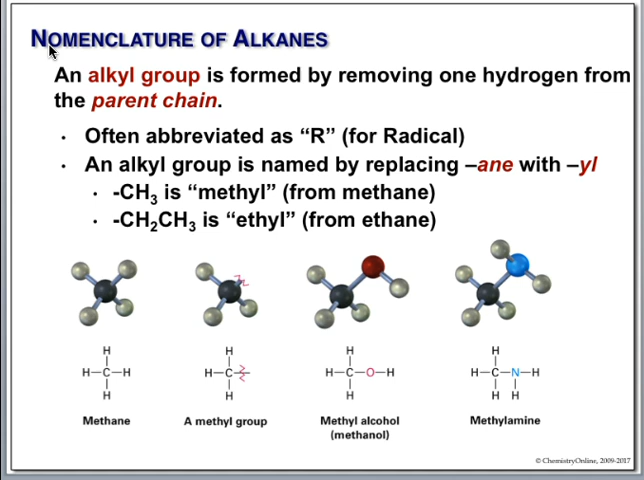 NOMENCLATURE OF ALKANES
An alkyl group is formed by removing one hydrogen from
the parent chain.
• Often abbreviated as “R” (for Radical)
• An alkyl group is named by replacing –ane with –yl
• -CH₃ is “methyl” (from methane)
• -CH₂CH₃ is “ethyl” (from ethane)
H H H H
H–C–H H–C– H–C–O–H H–C–N–H
H H H H H
Methane A methyl group Methyl alcohol Methylamine
(methanol)
© ChemistryOnline, 2009-2017